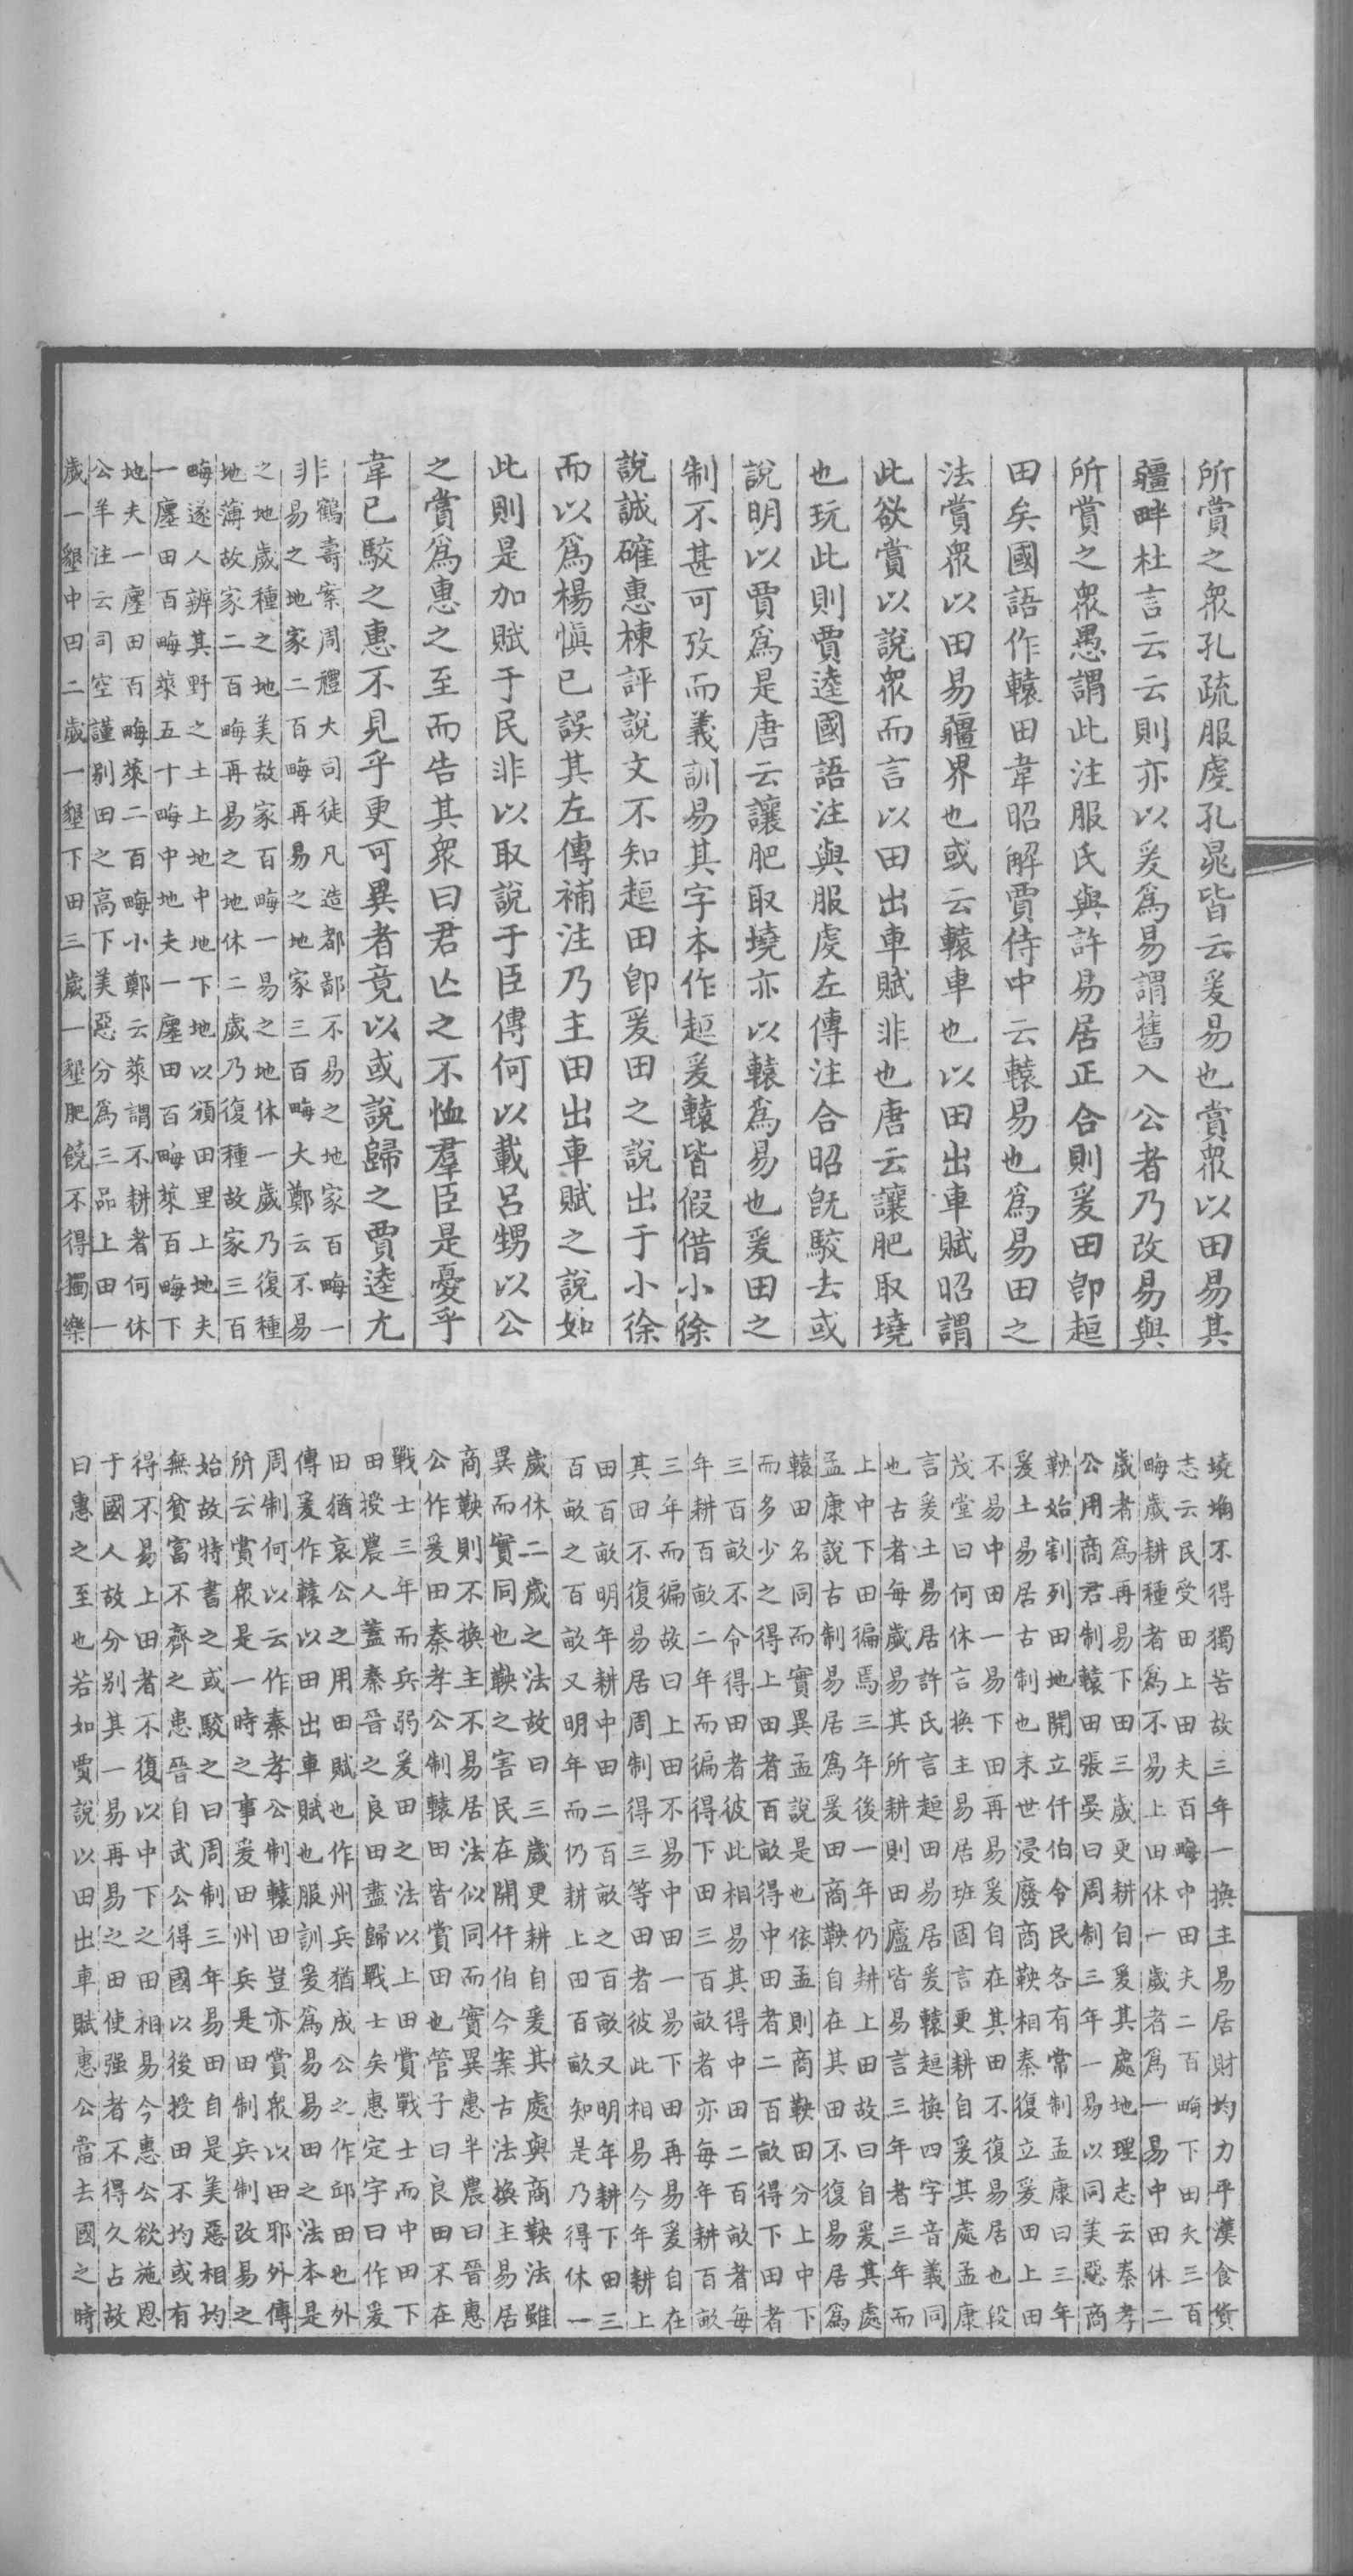 所賞之衆孔疏服虔孔晁皆云爰易也賞衆以田易其
疆畔杜言云云則亦以爰爲易謂舊入公者乃改易與
所賞之衆愚謂此注服氏與許易居正合則爰田卽𧻚
田矣國語作轅田韋昭解賈侍中云轅易也爲易田之
法賞衆以田易疆界也或云轅車也以田出車賦昭謂
此欲賞以說衆而言以田出車賦非也唐云讓肥取墝
也玩此則賈逵國語注與服虔左傳注合昭旣駮去或
說明以賈爲是唐云讓肥取墝亦以轅爲易也爰田之
制不甚可攷而義訓易其字本作𧻚爰轅皆假借小徐
說誠確惠棟評說文不知𧻚田卽爰田之說出于小徐
而以爲楊愼已誤其左傳補注乃主田出車賦之說如
此則是加賦于民非以取說于臣傳何以載呂甥以公
之賞爲惠之至而告其衆曰君亾之不恤羣臣是憂乎
韋已駮之惠不見乎更可異者竟以或說歸之賈逵尤
非鶴壽案周禮大司徒凡造都鄙不易之地家百畮一
易之地家二百畮再易之地家三百畮大鄭云不易
之地歲種之地美故家百畮一易之地休一歲乃復種
地薄故家二百畮再易之地休二歲乃復種故家三百
畮遂人辨其野之土上地中地下地以頒田里上地夫
一廛田百畮萊五十畮中地夫一廛田百畮萊百畮下
地夫一廛田百畮萊二百畮小鄭云萊謂不耕者何休
公羊注云司空謹别田之高下美惡分爲三品上田一
歲一墾中田二歲一墾下田三歲一墾肥饒不得獨樂
墝埆不得獨苦故三年一換主易居財均力平漢食貨
志云民受田上田夫百畮中田夫二百畮下田夫三百
畮歲耕種者爲不易上田休一歲者爲一易中田休二
歲者爲再易下田三歲更耕自爰其處地理志云秦孝
公用商君制轅田張晏曰周制三年一易以同美惡商
鞅始割列田地開立仟伯令民各有常制孟康曰三年
爰土易居古制也末世浸廢商鞅相秦復立爰田上田
不易中田一易下田再易爰自在其田不復易居也段
茂堂曰何休言換主易居班固言更耕自爰其處孟康
言爰土易居許氏言𧻚田易居爰轅𧻚換四字音義同
也古者每歲易其所耕則田廬皆易言三年者三年而
上中下田徧焉三年後一年仍耕上田故曰自爰其處
孟康說古制易居爲爰田商鞅自在其田不復易居爲
轅田名同而實異孟說是也依孟則商鞅田分上中下
而多少之得上田者百畝得中田者二百畝得下田者
三百畝不令得田者彼此相易其得中田二百畝者每
年耕百畝二年而徧得下田三百畝者亦每年耕百畝
三年而徧故曰上田不易中田一易下田再易爰自在
其田不復易居周制得三等田者彼此相易今年耕上
田百畝明年耕中田二百畝之百畝又明年耕下田三
百畝之百畝又明年而仍耕上田百畝知是乃得休一
歲休二歲之法故曰三歲更耕自爰其處與商鞅法雖
異而實同也鞅之害民在開仟伯今案古法換主易居
商鞅則不換主不易居法似同而實異惠半農曰晉惠
公作爰田秦孝公制轅田皆賞田也管子曰良田不在
戰士三年而兵弱爰田之法以上田賞戰士而中田下
田授農人蓋秦晉之良田盡歸戰士矣惠定宇曰作爰
田猶哀公之用田賦也作州兵猶成公之作邱田也外
傳爰作轅以田出車賦也服訓爰爲易易田之法本是
周制何以云作秦孝公制轅田豈亦賞衆以田耶外傳
所云賞衆是一時之事爰田州兵是田制兵制改易之
始故特書之或駮之曰周制三年易田自是美惡相均
無貧富不齊之患晉自武公得國以後授田不均或有
得不易上田者不復以中下之田相易今惠公欲施恩
于國人故分别其一易再易之田使强者不得久占故
曰惠之至也若如賈說以田出車賦惠公當去國之時